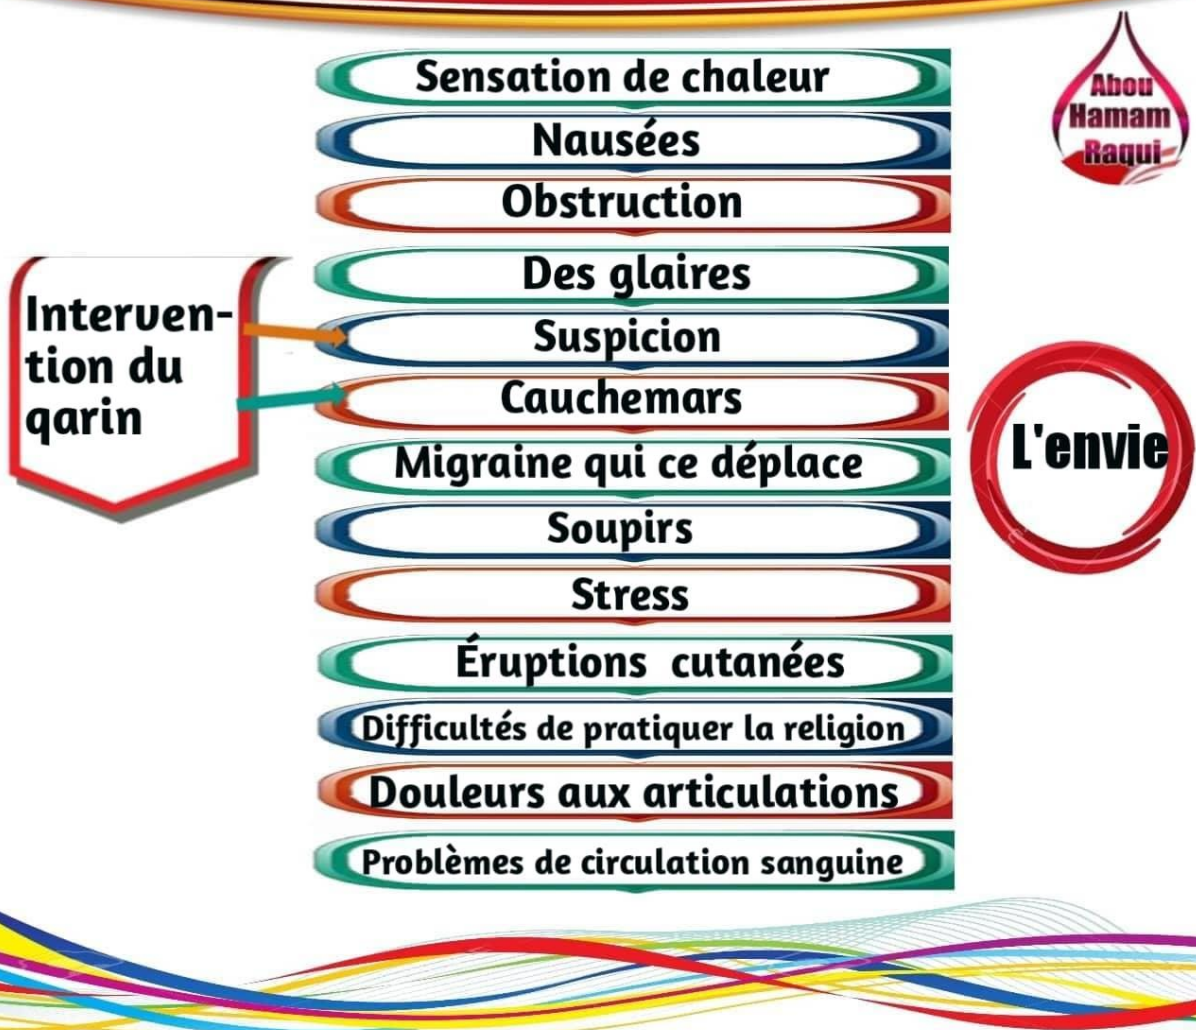 Abou
Hamam
Raqui
Sensation de chaleur
Nausées
Obstruction
Des glaires
Suspicion
Cauchemars
Migraine qui ce déplace
Soupirs
Stress
Éruptions cutanées
Difficultés de pratiquer la religion
Douleurs aux articulations
Problèmes de circulation sanguine
Interven-
tion du
qarin
L'envie